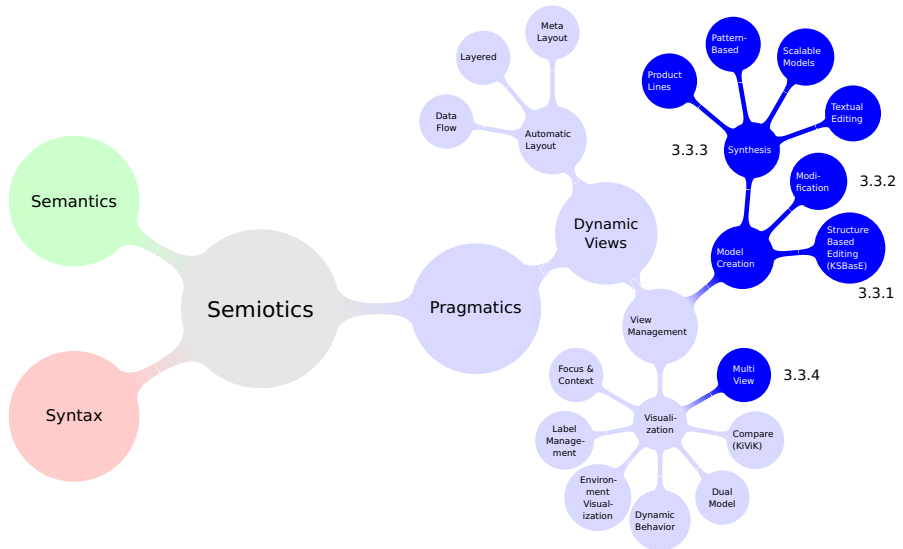 Meta
Layout
Layered
Data
Flow
Automatic
Layout
Pattern-
Based
Scalable
Models
Product
Lines
Textual
Editing
3.3.3
Synthesis
Modi-
fication
3.3.2
Structure
Based
Editing
(KSBasE)
3.3.1
Model
Creation
Semantics
Dynamic
Views
Semiotics
Pragmatics
View
Management
Syntax
Focus &
Context
Multi
View
3.3.4
Visuali-
zation
Label
Manage-
ment
Compare
(KiViK)
Environ-
ment
Visual-
ization
Dual
Model
Dynamic
Behavior